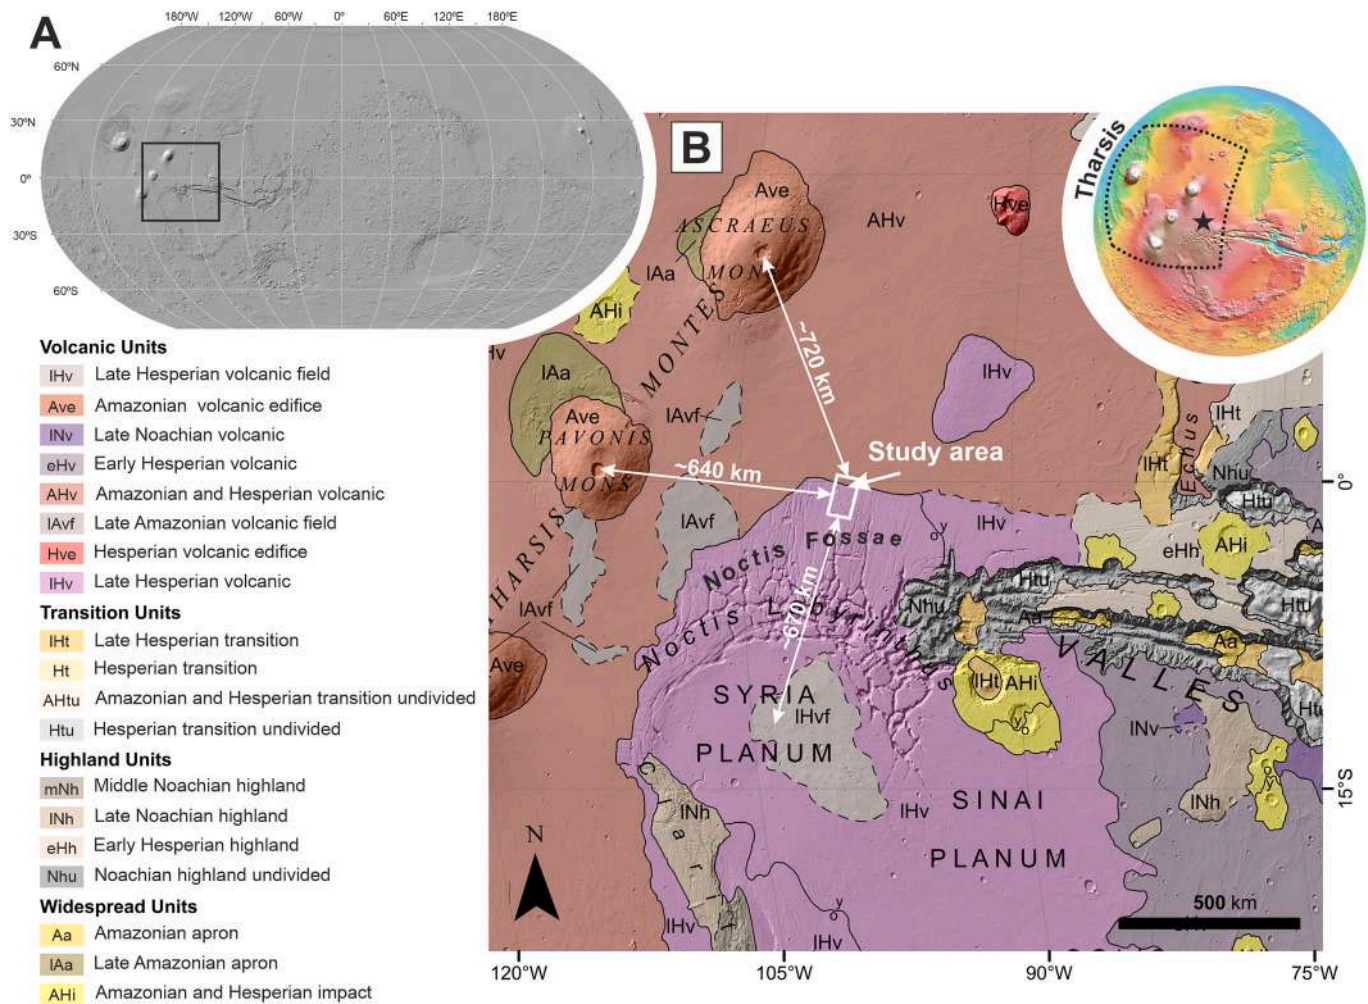 A
180°W 120°W 60°W 0° 60°E 120°E 180°E
60°N
30°N
0°
30°S
60°S
B
Tharsis
Volcanic Units
lHv Late Hesperian volcanic field
Ave Amazonian volcanic edifice
lNv Late Noachian volcanic
eHv Early Hesperian volcanic
AHv Amazonian and Hesperian volcanic
lAvf Late Amazonian volcanic field
Hve Hesperian volcanic edifice
lHv Late Hesperian volcanic
Transition Units
lHt Late Hesperian transition
Ht Hesperian transition
AHtu Amazonian and Hesperian transition undivided
Htu Hesperian transition undivided
Highland Units
mNh Middle Noachian highland
lNh Late Noachian highland
eHh Early Hesperian highland
Nhu Noachian highland undivided
Widespread Units
Aa Amazonian apron
lAa Late Amazonian apron
AHi Amazonian and Hesperian impact
Ave
ASCRAEUS
MONS
AHv
Hve
lAa
AHi
THARSIS MONTES
~720 km
Hv
lAa
lHv
Ave
PAVONIS
MONS
lAvf
~640 km
Study area
lHt
Echus
lHt
Nhu
Htu
0°
lAvf
y
o
lHv
Noctis Fossae
eHh
AHi
A
Htu
Htu
lAvf
~670 km
Noctis Labyrinthus
Nhu
Aa
Aa
VALLES
Ave
SYRIA
lHvf
PLANUM
lHt
AHi
y
o
lNv
Htu
Clarit
lNh
lHv
SINAI
PLANUM
lNh
o
y
15°S
N
lHv
y
o
lHv
500 km
120°W 105°W 90°W 75°W